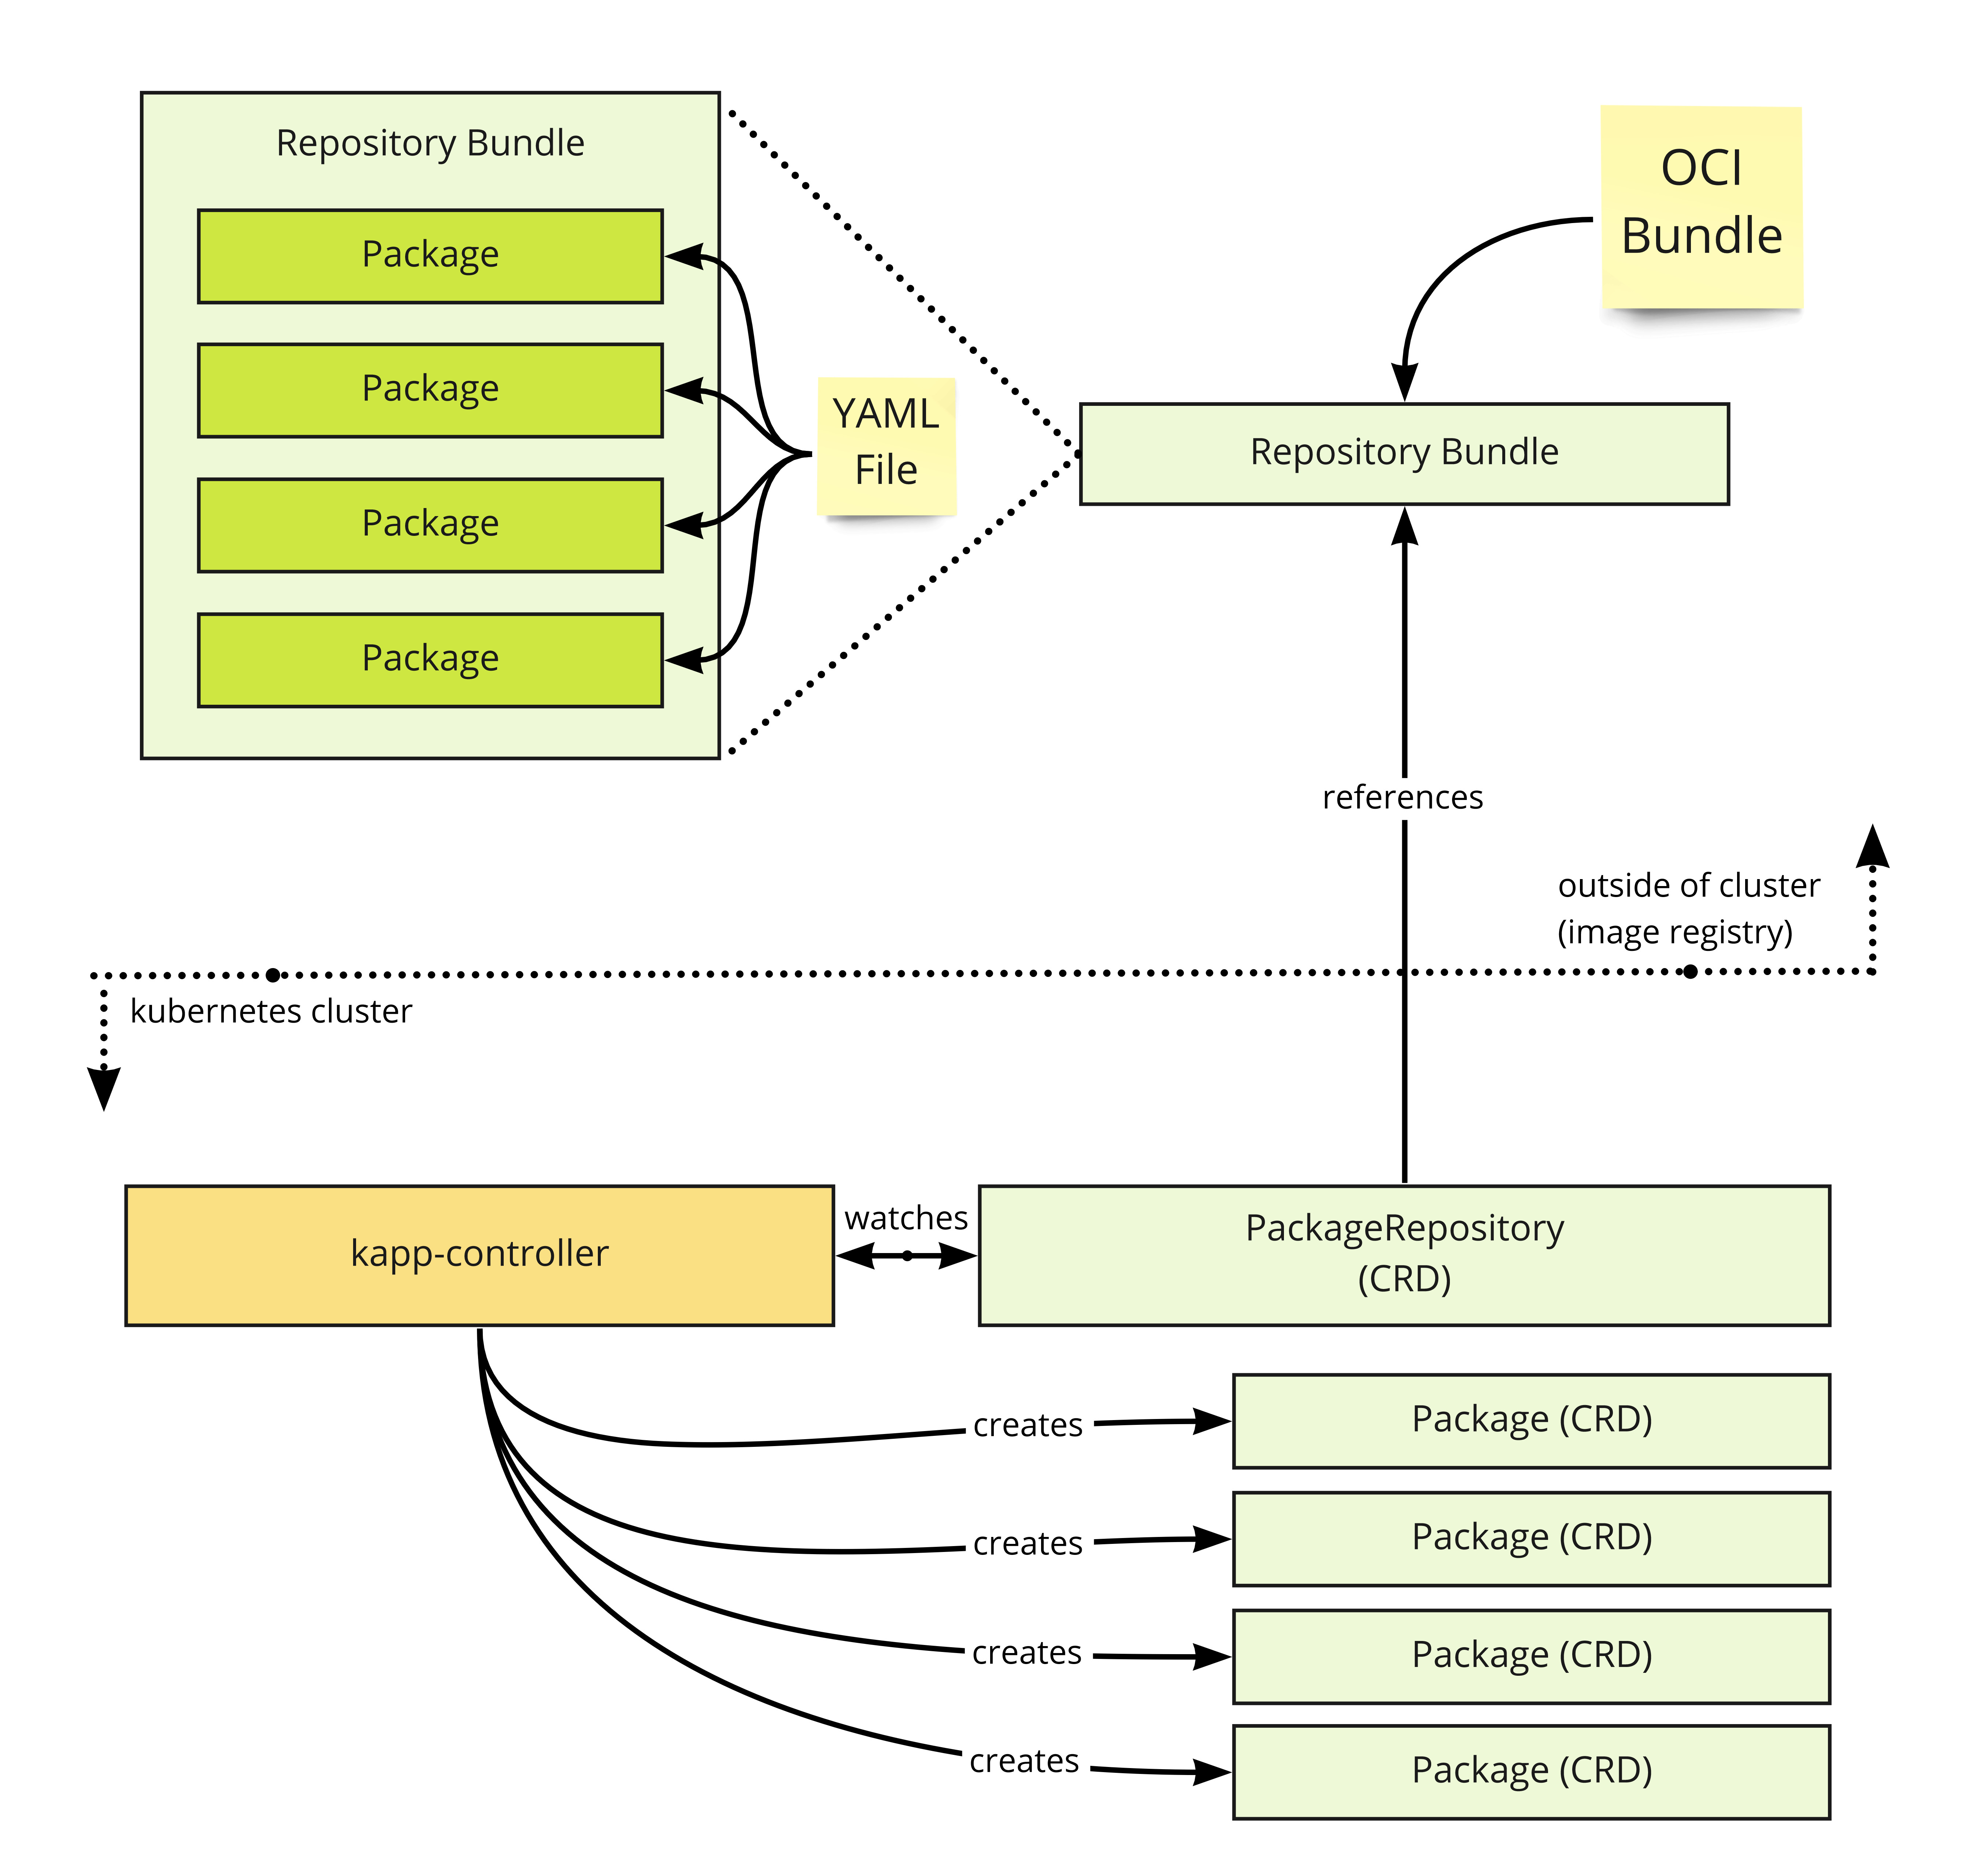 Repository Bundle
Package
Package
Package
Package
YAML
File
OCI
Bundle
Repository Bundle
references
outside of cluster
(image registry)
kubernetes cluster
kapp-controller
watches
PackageRepository
(CRD)
creates
Package (CRD)
creates
Package (CRD)
creates
Package (CRD)
creates
Package (CRD)